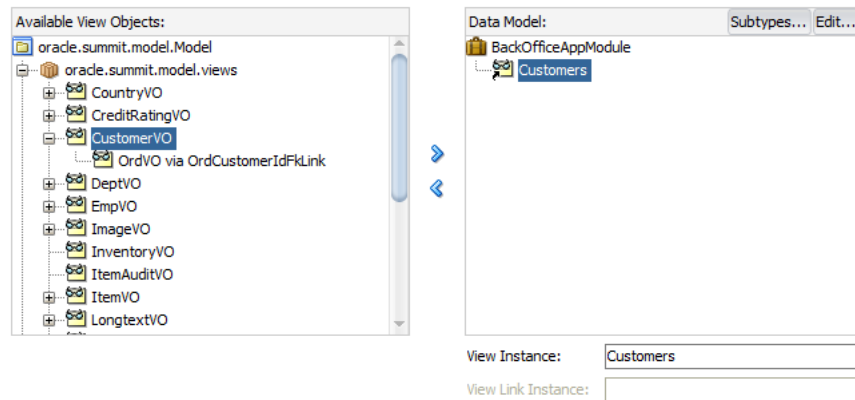 Available View Objects:
oracle.summit.model.Model
oracle.summit.model.views
CountryVO
CreditRatingVO
CustomerVO
OrdVO via OrdCustomerIdFkLink
DeptVO
EmpVO
ImageVO
InventoryVO
ItemAuditVO
ItemVO
LongtextVO
Data Model:
Subtypes... Edit...
BackOfficeAppModule
Customers
View Instance: Customers
View Link Instance: